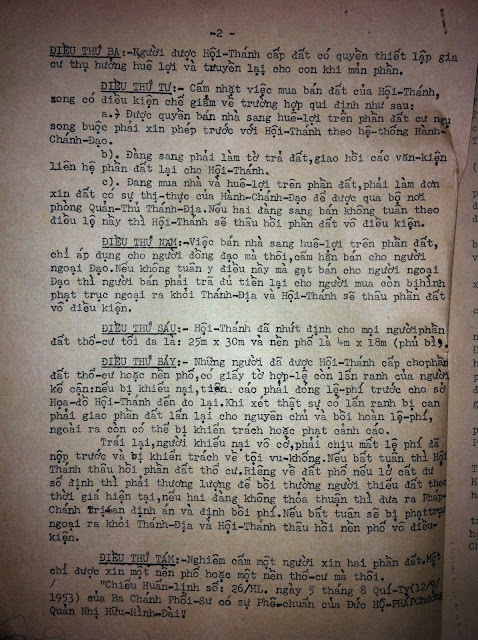 -2 -
ĐIỀU THỨ BA:-Người được Hội-Thánh cấp đất có quyền thiết lập gia
cư thụ hưởng huê lợi và truyền lại cho con khi mản phần.
ĐIỀU THỨ TƯ:- Cấm nhặt việc mua bán đất của Hội-Thánh,
song có điều kiện chế giảm về trường hợp qui định như sau:
a.) Được quyền bán nhà sang huê-lợi trên phần đất cư ngụ
song buộc phải xin phép trước với Hội-Thánh theo hệ-thống Hành-
Chánh-Đạo.
b). Đàng sang phải làm tờ trả đất,giao hồi các văn-kiện
liên hệ phần đất lại cho Hội-Thánh.
c). Đang mua nhà và huê-lợi trên phần đất,phải làm đơn
xin đất có sự thị-thực của Hành-Chánh-Đạo để được qua bộ nơi
phòng Quản-Thủ Thánh-Địa.Nếu hai đàng sang bán không tuân theo
điều lệ nầy thì Hội-Thánh sẽ thâu hồi phần đất vô điều kiện.
ĐIỀU THỨ NĂM:-Việc bán nhà sang huê-lợi trên phần đất,
chỉ áp dụng cho người đồng đạo mà thôi,cấm hẳn bán cho người
ngoại Đạo.Nếu không tuân y điều nầy mà gạt bán cho người ngoại
Đạo thì người bán phải trả đủ tiền lại cho người mua còn bịhình
phạt trục ngoại ra khỏi Thánh-Địa và Hội-Thánh sẽ thâu phần đất
vô điều kiện.
ĐIỀU THỨ SÁU:- Hội-Thánh đã nhứt định cho mọi ngườiphần
đất thổ-cư tối đa là: 25m x 30m và nền phố là 4m x 18m (phủ bì).
ĐIỀU THỨ BẢY:- Những người đã được Hội-Thánh cấp chophần
đất thổ-cư hoặc nền phố,có giấy tờ hợp-lệ còn lấn ranh của người
kế cận:nếu bị khiếu nại,tiên cáo phải đóng lệ-phí trước cho sở
Họa-đồ Hội-Thánh đến đo lại.Khi xét thật sự có lấn ranh bị can
phải giao phần đất lấn lại cho nguyên chủ và bồi hoàn lệ-phí,
ngoài ra còn có thể bị khiển trách hoặc phạt cảnh cáo.
Trái lại,người khiếu nại vô cớ,phải chịu mất lệ phí đã
nộp trước và bị khiển trách về tội vu-khống.Nếu bất tuân thì Hội
Thánh thâu hồi phần đất thổ cư.Riêng về đất phố nếu lở cất dư
số định thì phải thương lượng để bồi thường người thiếu đất theo
thời giá hiện tại,nếu hai đàng không thỏa thuận thì đưa ra Pháp-
Chánh phân định án và định bồi phí.Nếu bất tuân sẽ bị phạttrục
ngoại ra khỏi Thánh-Địa và Hội-Thánh thâu hồi nền phố vô điều-
kiện.
ĐIỀU THỨ TÁM:-Nghiêm cấm một người xin hai phần đất.Một
chỉ được xin một nền phố hoặc một nền thổ-cư mà thôi.
"Chiếu Huấn-lịnh số: 26/HL. ngày 5 tháng 8 Quí-Tỵ(12/9/
1953) của Ba Chánh Phối-Sư có sự Phê-chuẩn của Đức HỘ-PHÁPChưởng
Quản Nhị Hữu-Hình-Đài"